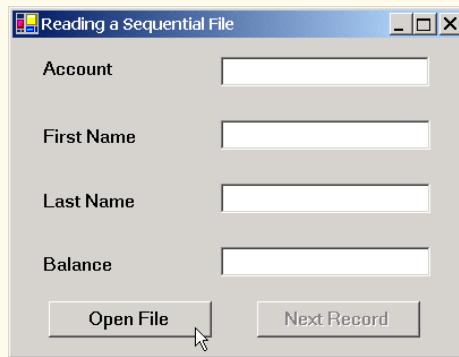 Reading a Sequential File
Account
First Name
Last Name
Balance
Open File Next Record